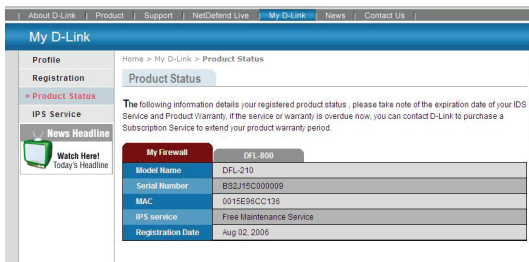 About D-Link | Product | Support | NetDefend Live | My D-Link | News | Contact Us |
My D-Link
Profile
Registration
Product Status
IPS Service
News Headline
Watch Here!
Today's Headline
Home > My D-Link > Product Status
Product Status
The following information details your registered product status , please take note of the expiration date of your IDS
Service and Product Warranty, if the service or warranty is overdue now, you can contact D-Link to purchase a
Subscription Service to extend your product warranty period.
My Firewall DFL-800
Model Name DFL-210
Serial Number BS2J15C000009
MAC 0015E96CC136
IPS service Free Maintenance Service
Registration Date Aug 02, 2006